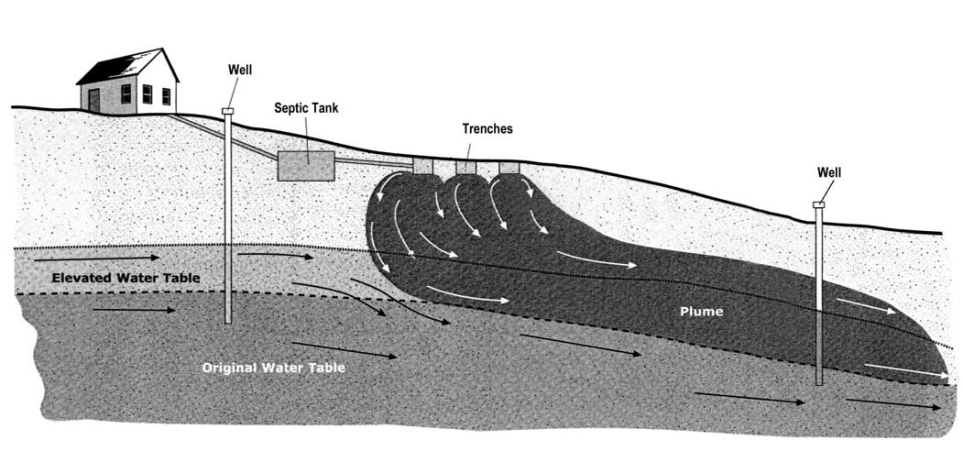 Well
Septic Tank
Trenches
Well
Elevated Water Table
Plume
Original Water Table